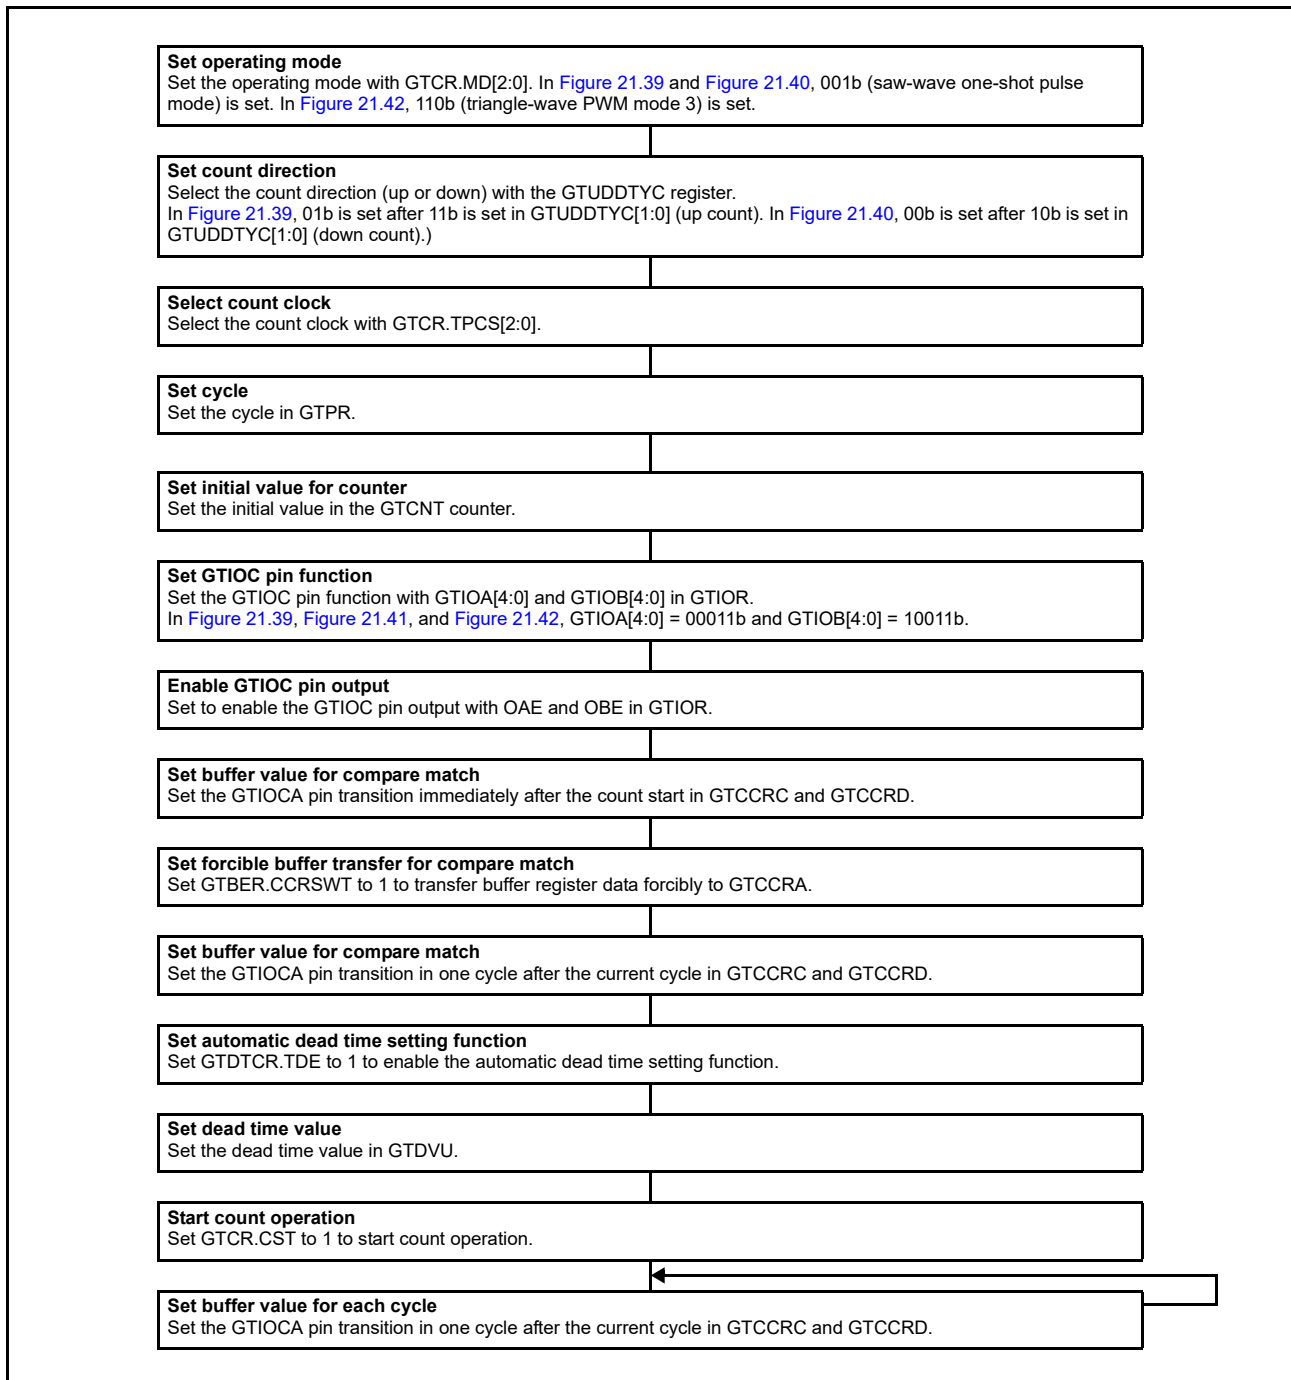 Set operating mode
Set the operating mode with GTCR.MD[2:0]. In Figure 21.39 and Figure 21.40, 001b (saw-wave one-shot pulse
mode) is set. In Figure 21.42, 110b (triangle-wave PWM mode 3) is set.
Set count direction
Select the count direction (up or down) with the GTUDDTYC register.
In Figure 21.39, 01b is set after 11b is set in GTUDDTYC[1:0] (up count). In Figure 21.40, 00b is set after 10b is set in
GTUDDTYC[1:0] (down count).)
Select count clock
Select the count clock with GTCR.TPCS[2:0].
Set cycle
Set the cycle in GTPR.
Set initial value for counter
Set the initial value in the GTCNT counter.
Set GTIOC pin function
Set the GTIOC pin function with GTIOA[4:0] and GTIOB[4:0] in GTIOR.
In Figure 21.39, Figure 21.41, and Figure 21.42, GTIOA[4:0] = 00011b and GTIOB[4:0] = 10011b.
Enable GTIOC pin output
Set to enable the GTIOC pin output with OAE and OBE in GTIOR.
Set buffer value for compare match
Set the GTIOCA pin transition immediately after the count start in GTCCRC and GTCCRD.
Set forcible buffer transfer for compare match
Set GTBER.CCRSWT to 1 to transfer buffer register data forcibly to GTCCRA.
Set buffer value for compare match
Set the GTIOCA pin transition in one cycle after the current cycle in GTCCRC and GTCCRD.
Set automatic dead time setting function
Set GTDTCR.TDE to 1 to enable the automatic dead time setting function.
Set dead time value
Set the dead time value in GTDVU.
Start count operation
Set GTCR.CST to 1 to start count operation.
Set buffer value for each cycle
Set the GTIOCA pin transition in one cycle after the current cycle in GTCCRC and GTCCRD.